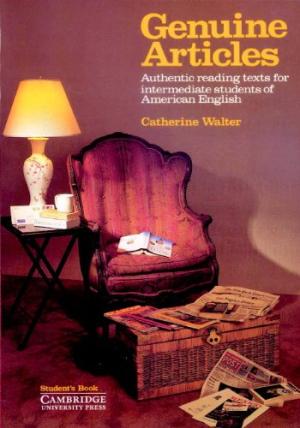 Genuine
Articles
Authentic reading texts for
intermediate students of
American English
Catherine Walter
Student's Book
CAMBRIDGE
UNIVERSITY PRESS